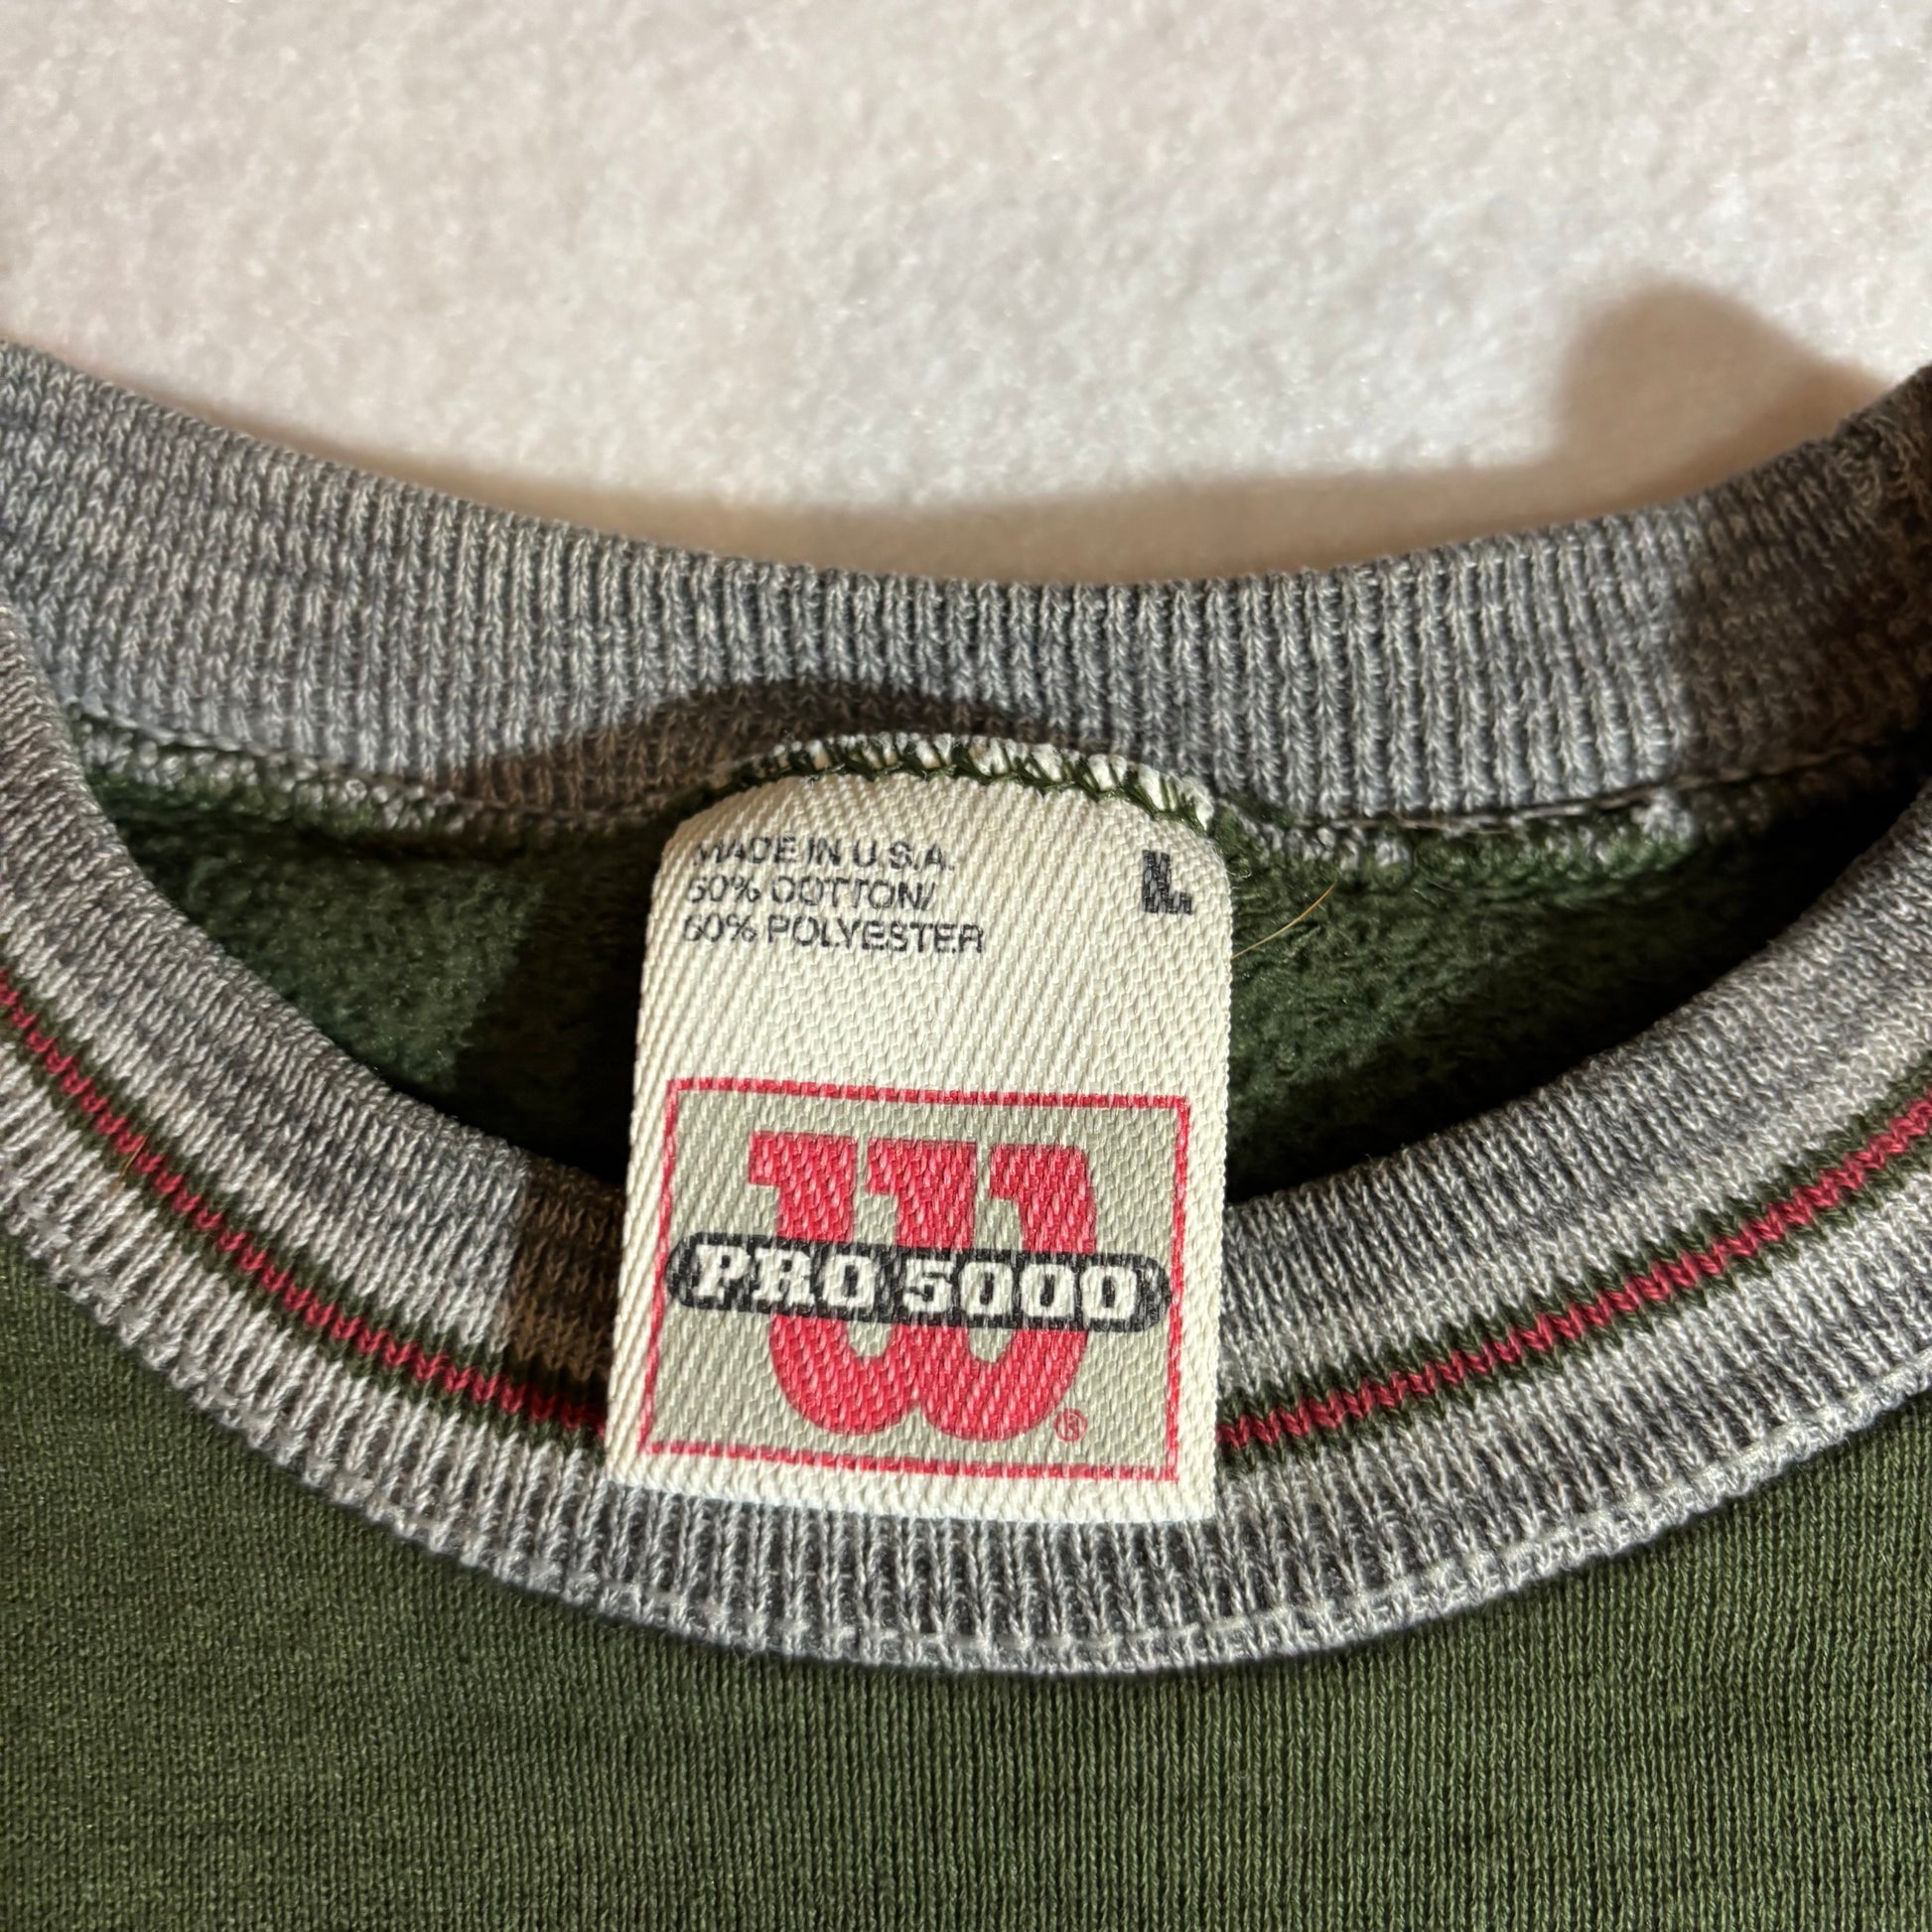 MADE IN U.S.A.
50% COTTON/
50% POLYESTER
L
W
PRO 5000
®